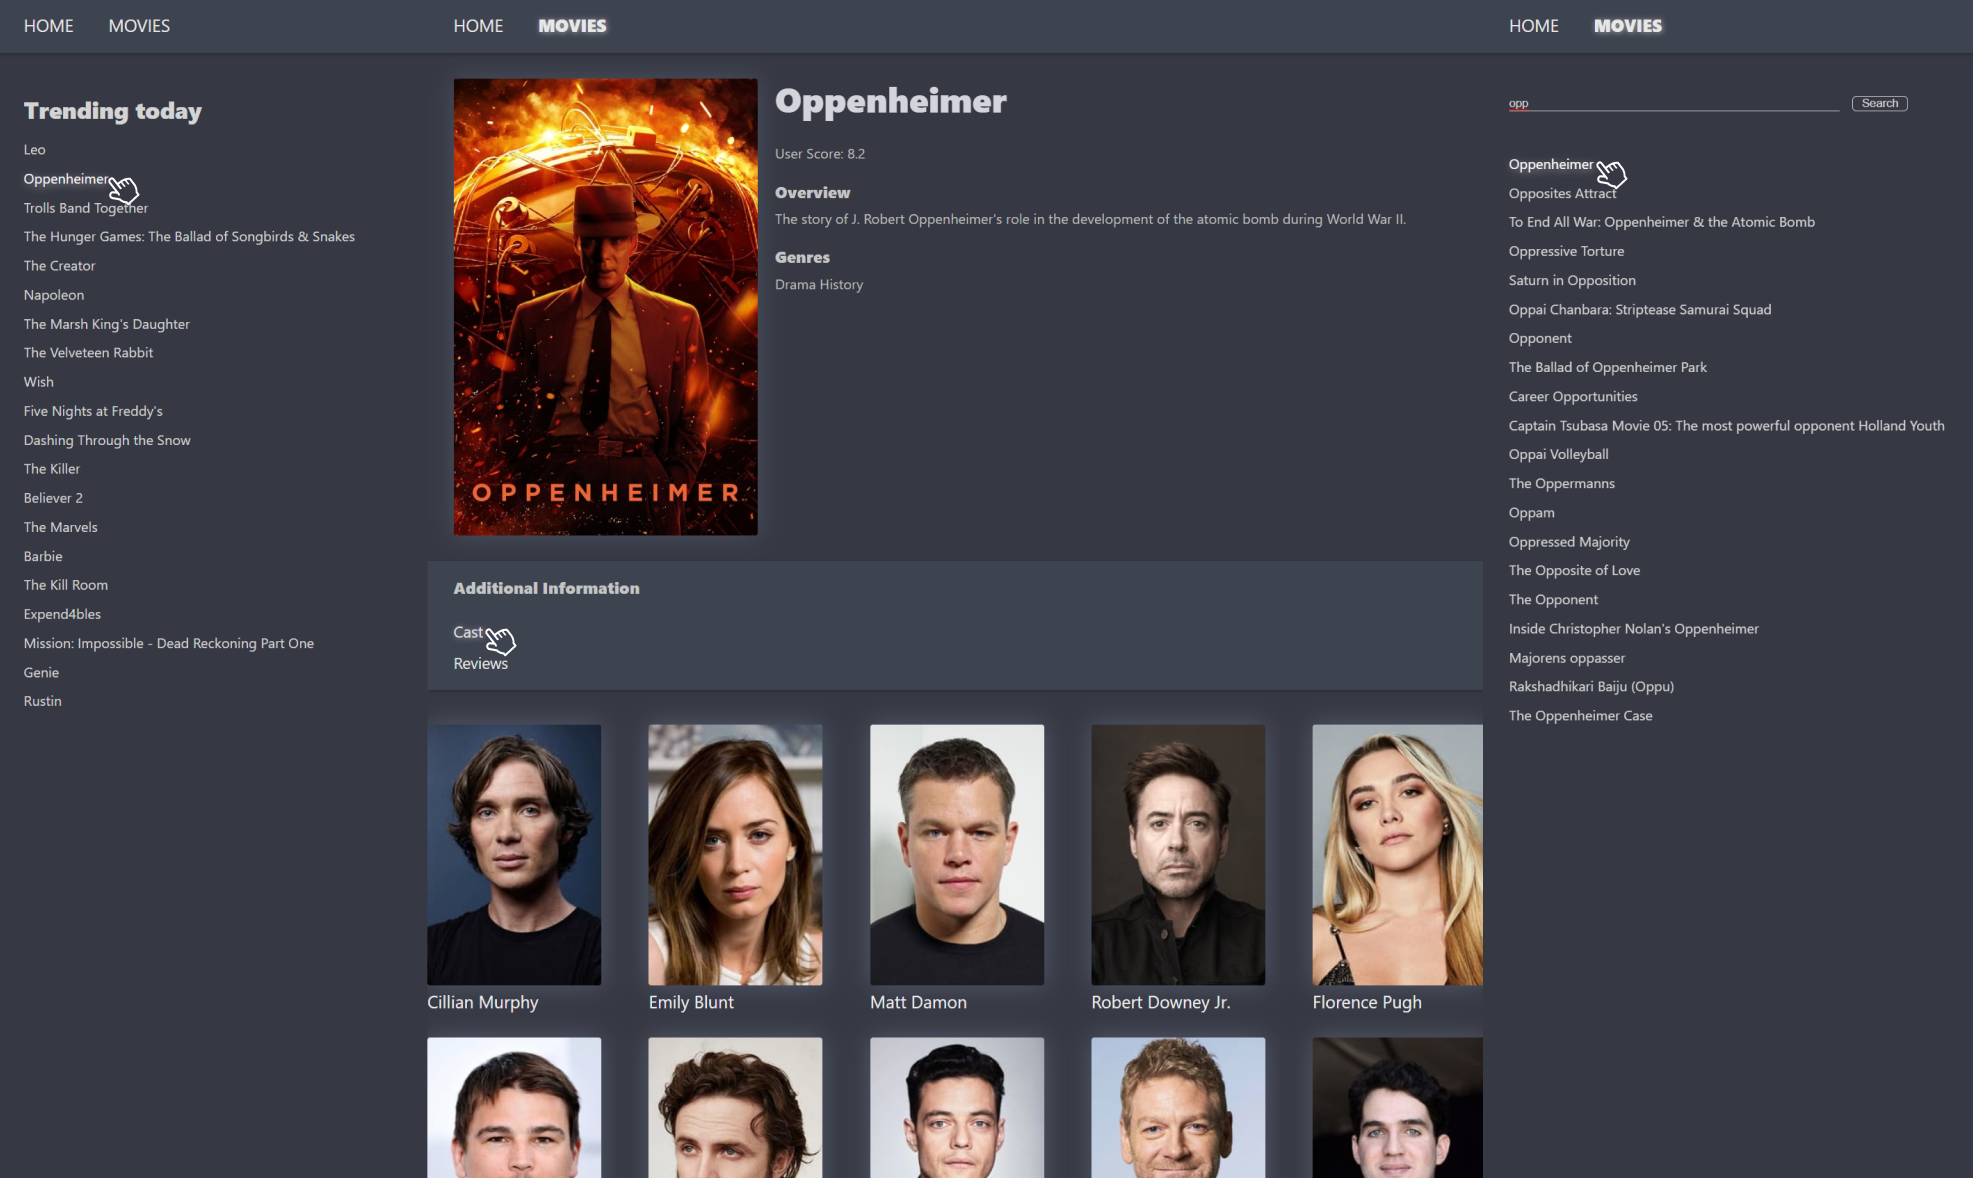 HOME MOVIES
Trending today
Leo
Oppenheimer
Trolls Band Together
The Hunger Games: The Ballad of Songbirds & Snakes
The Creator
Napoleon
The Marsh King's Daughter
The Velveteen Rabbit
Wish
Five Nights at Freddy's
Dashing Through the Snow
The Killer
Believer 2
The Marvels
Barbie
The Kill Room
Expend4bles
Mission: Impossible - Dead Reckoning Part One
Genie
Rustin
HOME MOVIES
OPPENHEIMER
Oppenheimer
User Score: 8.2
Overview
The story of J. Robert Oppenheimer's role in the development of the atomic bomb during World War II.
Genres
Drama History
Additional Information
Cast
Reviews
Cillian Murphy
Emily Blunt
Matt Damon
Robert Downey Jr.
Florence Pugh
HOME MOVIES
opp
Search
Oppenheimer
Opposites Attract
To End All War: Oppenheimer & the Atomic Bomb
Oppressive Torture
Saturn in Opposition
Oppai Chanbara: Striptease Samurai Squad
Opponent
The Ballad of Oppenheimer Park
Career Opportunities
Captain Tsubasa Movie 05: The most powerful opponent Holland Youth
Oppai Volleyball
The Oppermanns
Oppam
Oppressed Majority
The Opposite of Love
The Opponent
Inside Christopher Nolan's Oppenheimer
Majorens oppasser
Rakshadhikari Baiju (Oppu)
The Oppenheimer Case